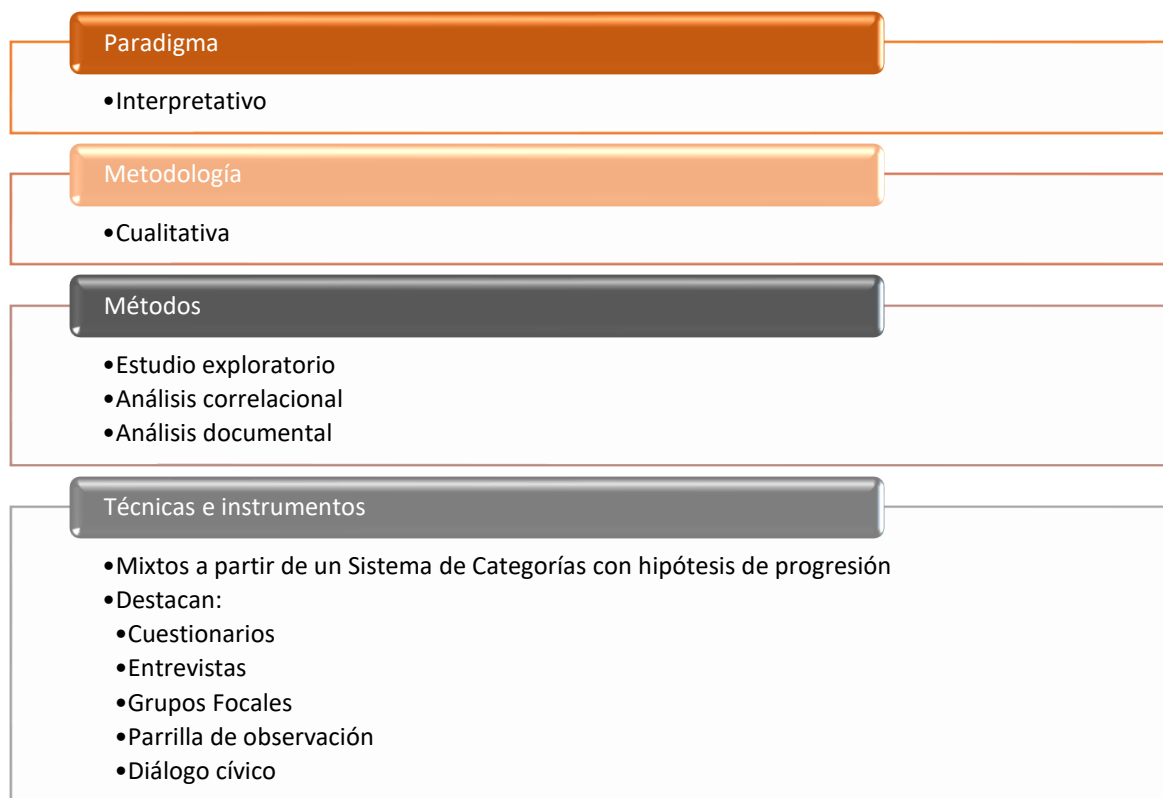 Paradigma
•Interpretativo
Metodología
•Cualitativa
Métodos
•Estudio exploratorio
•Análisis correlacional
•Análisis documental
Técnicas e instrumentos
•Mixtos a partir de un Sistema de Categorías con hipótesis de progresión
•Destacan:
•Cuestionarios
•Entrevistas
•Grupos Focales
•Parrilla de observación
•Diálogo cívico